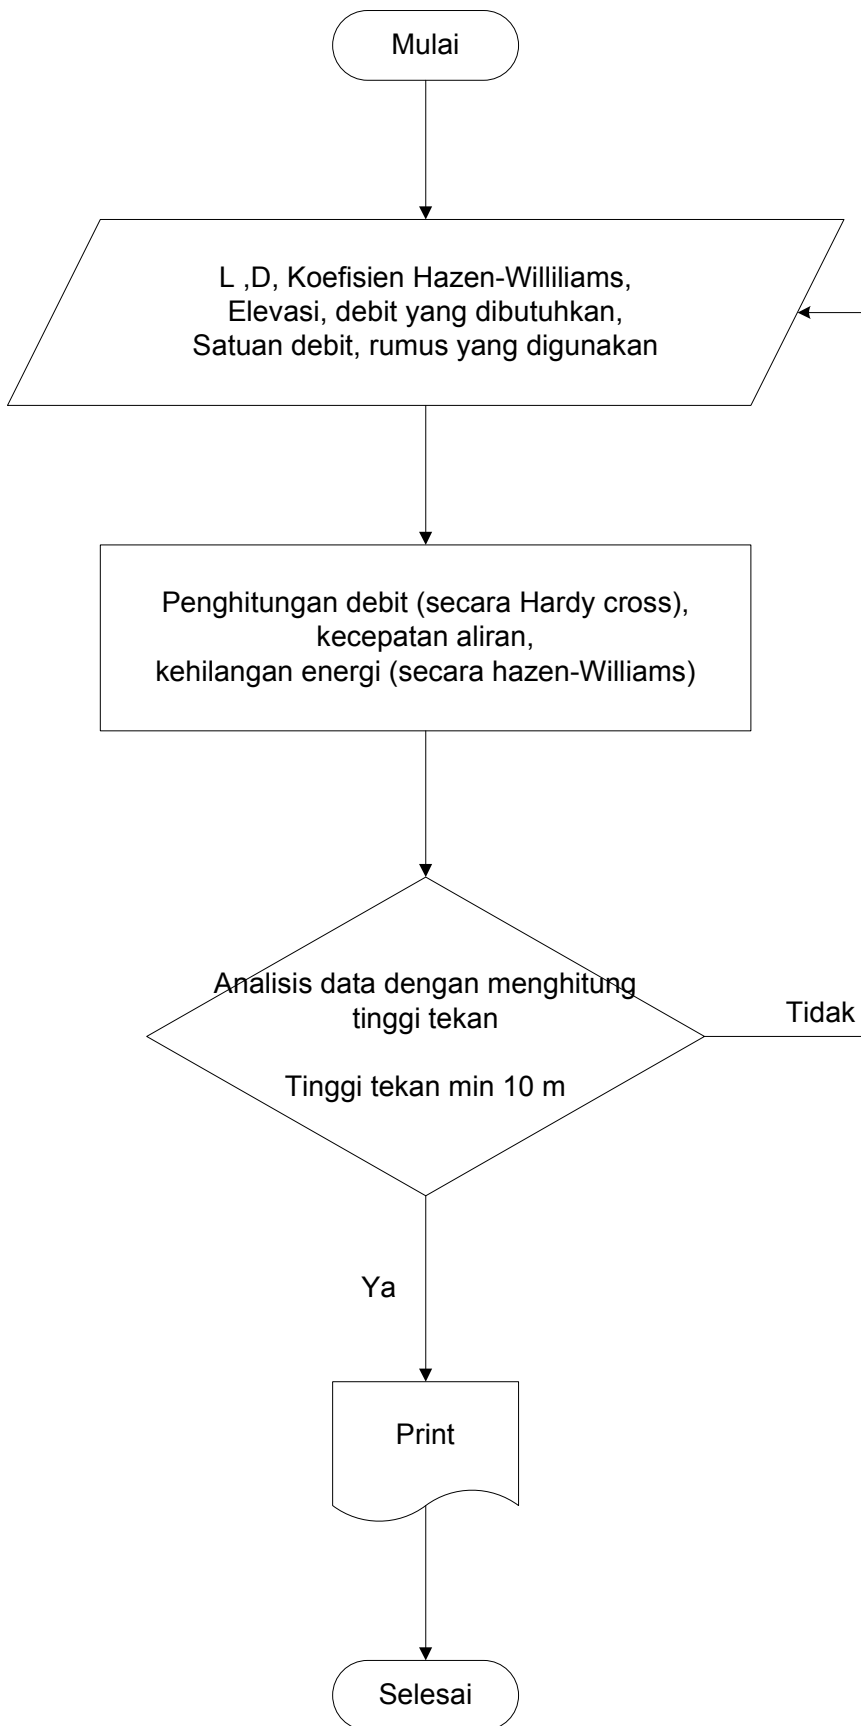 Mulai
L ,D, Koefisien Hazen-Williliams,
Elevasi, debit yang dibutuhkan,
Satuan debit, rumus yang digunakan
Penghitungan debit (secara Hardy cross),
kecepatan aliran,
kehilangan energi (secara hazen-Williams)
Analisis data dengan menghitung
tinggi tekan
Tinggi tekan min 10 m
Tidak
Ya
Print
Selesai